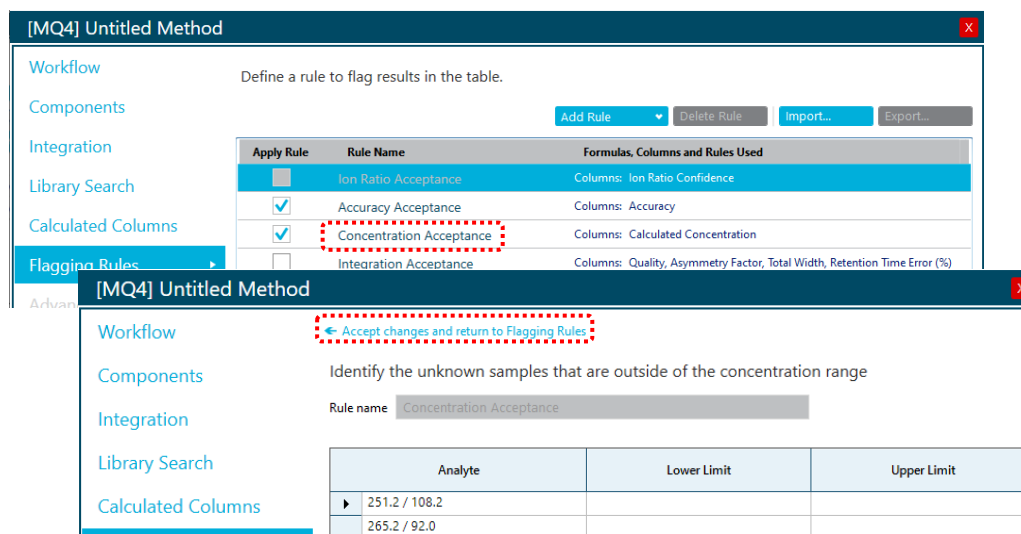 [MQ4] Untitled Method
X
Workflow
Components
Integration
Library Search
Calculated Columns
Flagging Rules
Advan
Define a rule to flag results in the table.
Add Rule
Delete Rule
Import...
Export...
Apply Rule Rule Name Formulas, Columns and Rules Used
Ion Ratio Acceptance Columns: Ion Ratio Confidence
Accuracy Acceptance Columns: Accuracy
Concentration Acceptance Columns: Calculated Concentration
Integration Acceptance Columns: Quality, Asymmetry Factor, Total Width, Retention Time Error (%)
[MQ4] Untitled Method
X
Workflow
Components
Integration
Library Search
Calculated Columns
Accept changes and return to Flagging Rules
Identify the unknown samples that are outside of the concentration range
Rule name Concentration Acceptance
Analyte Lower Limit Upper Limit
251.2 / 108.2
265.2 / 92.0